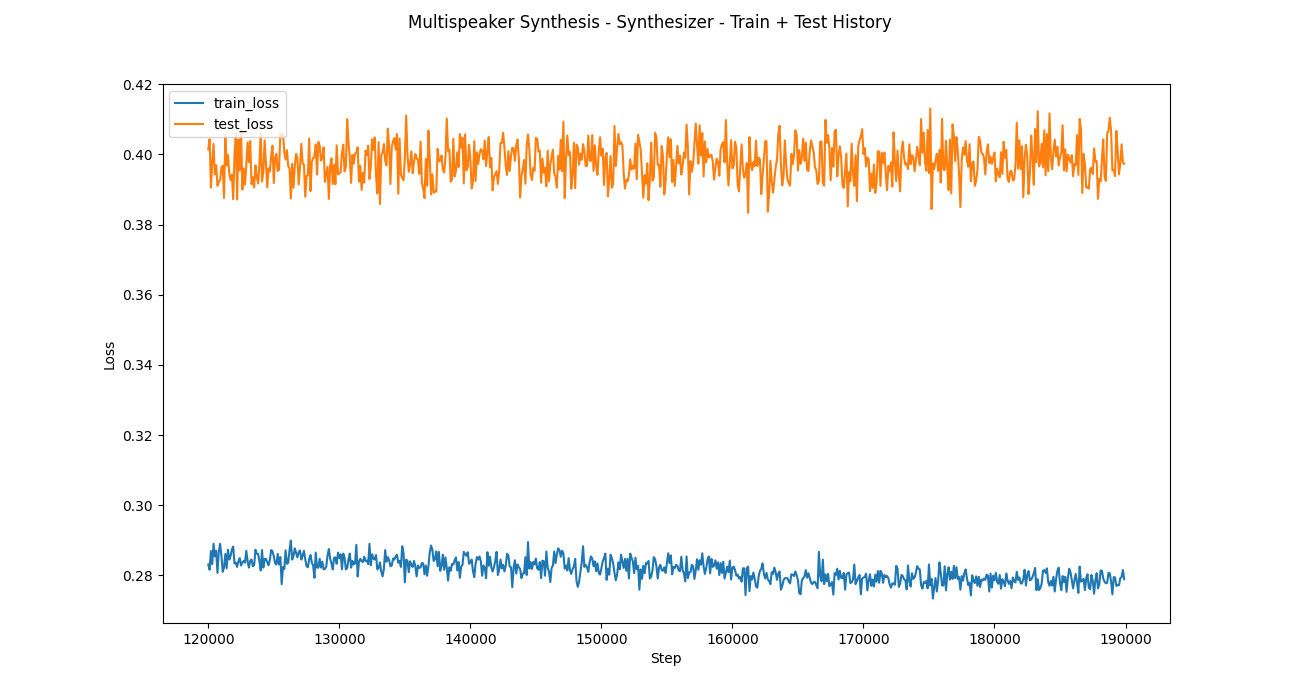 Multispeaker Synthesis - Synthesizer - Train + Test History
train_loss
test_loss
0.42
0.40
0.38
0.36
0.34
0.32
0.30
0.28
Loss
120000 130000 140000 150000 160000 170000 180000 190000
Step